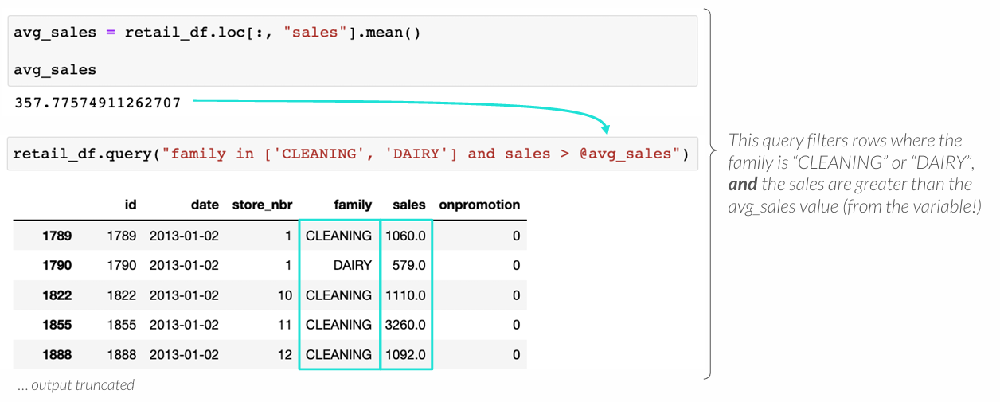 avg_sales = retail_df.loc[:, "sales"].mean()
avg_sales
357.77574911262707
retail_df.query("family in ['CLEANING', 'DAIRY'] and sales > @avg_sales")
id date store_nbr family sales onpromotion
1789 1789 2013-01-02 1 CLEANING 1060.0 0
1790 1790 2013-01-02 1 DAIRY 579.0 0
1822 1822 2013-01-02 10 CLEANING 1110.0 0
1855 1855 2013-01-02 11 CLEANING 3260.0 0
1888 1888 2013-01-02 12 CLEANING 1092.0 0
... output truncated
This query filters rows where the
family is “CLEANING” or “DAIRY”,
and the sales are greater than the
avg_sales value (from the variable!)